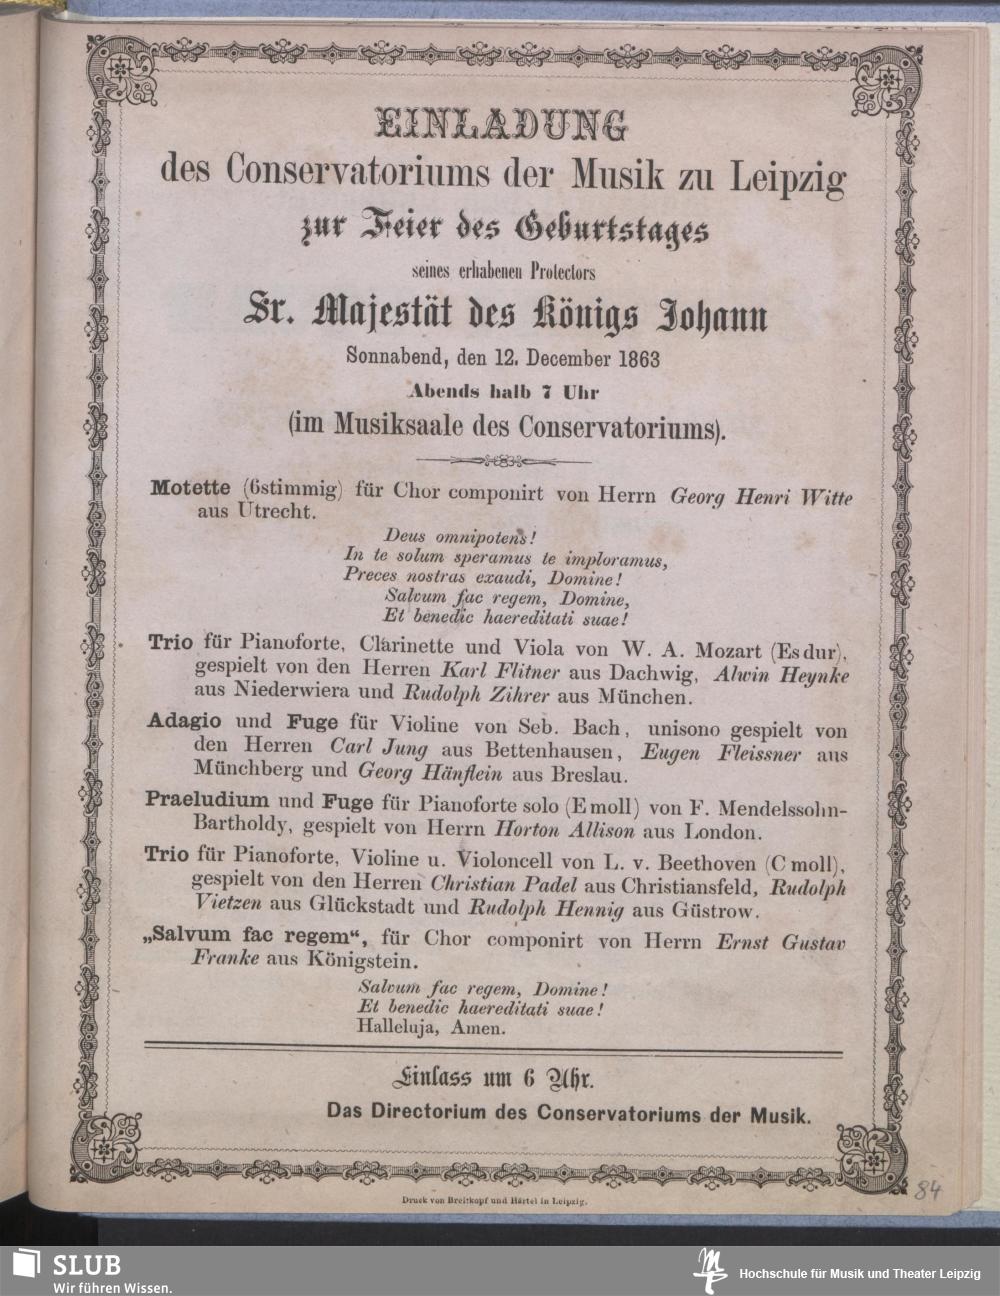 EINLADUNG
des Conservatoriums der Musik zu Leipzig
zur Feier des Geburtstages
seines erhabenen Protectors
Sr. Majestät des Königs Johann
Sonnabend, den 12. December 1863
Abends halb 7 Uhr
(im Musiksaale des Conservatoriums).
Motette (6stimmig) für Chor componirt von Herrn Georg Henri Witte
aus Utrecht.
Deus omnipotens!
In te solum speramus te imploramus,
Preces nostras exaudi, Domine!
Salvum fac regem, Domine,
Et benedic haereditati suae!
Trio für Pianoforte, Clarinette und Viola von W. A. Mozart (Es dur),
gespielt von den Herren Karl Flitner aus Dachwig, Alwin Heynke
aus Niederwiera und Rudolph Zihrer aus München.
Adagio und Fuge für Violine von Seb. Bach, unisono gespielt von
den Herren Carl Jung aus Bettenhausen, Eugen Fleissner aus
Münchberg und Georg Hänflein aus Breslau.
Praeludium und Fuge für Pianoforte solo (E moll) von F. Mendelssohn-
Bartholdy, gespielt von Herrn Horton Allison aus London.
Trio für Pianoforte, Violine u. Violoncell von L. v. Beethoven (C moll),
gespielt von den Herren Christian Padel aus Christiansfeld, Rudolph
Vietzen aus Glückstadt und Rudolph Hennig aus Güstrow.
„Salvum fac regem“, für Chor componirt von Herrn Ernst Gustav
Franke aus Königstein.
Salvum fac regem, Domine!
Et benedic haereditati suae!
Halleluja, Amen.
Einlass um 6 Uhr.
Das Directorium des Conservatoriums der Musik.
Druck von Breitkopf und Härtel in Leipzig.
84
SLUB
Wir führen Wissen.
Hochschule für Musik und Theater Leipzig